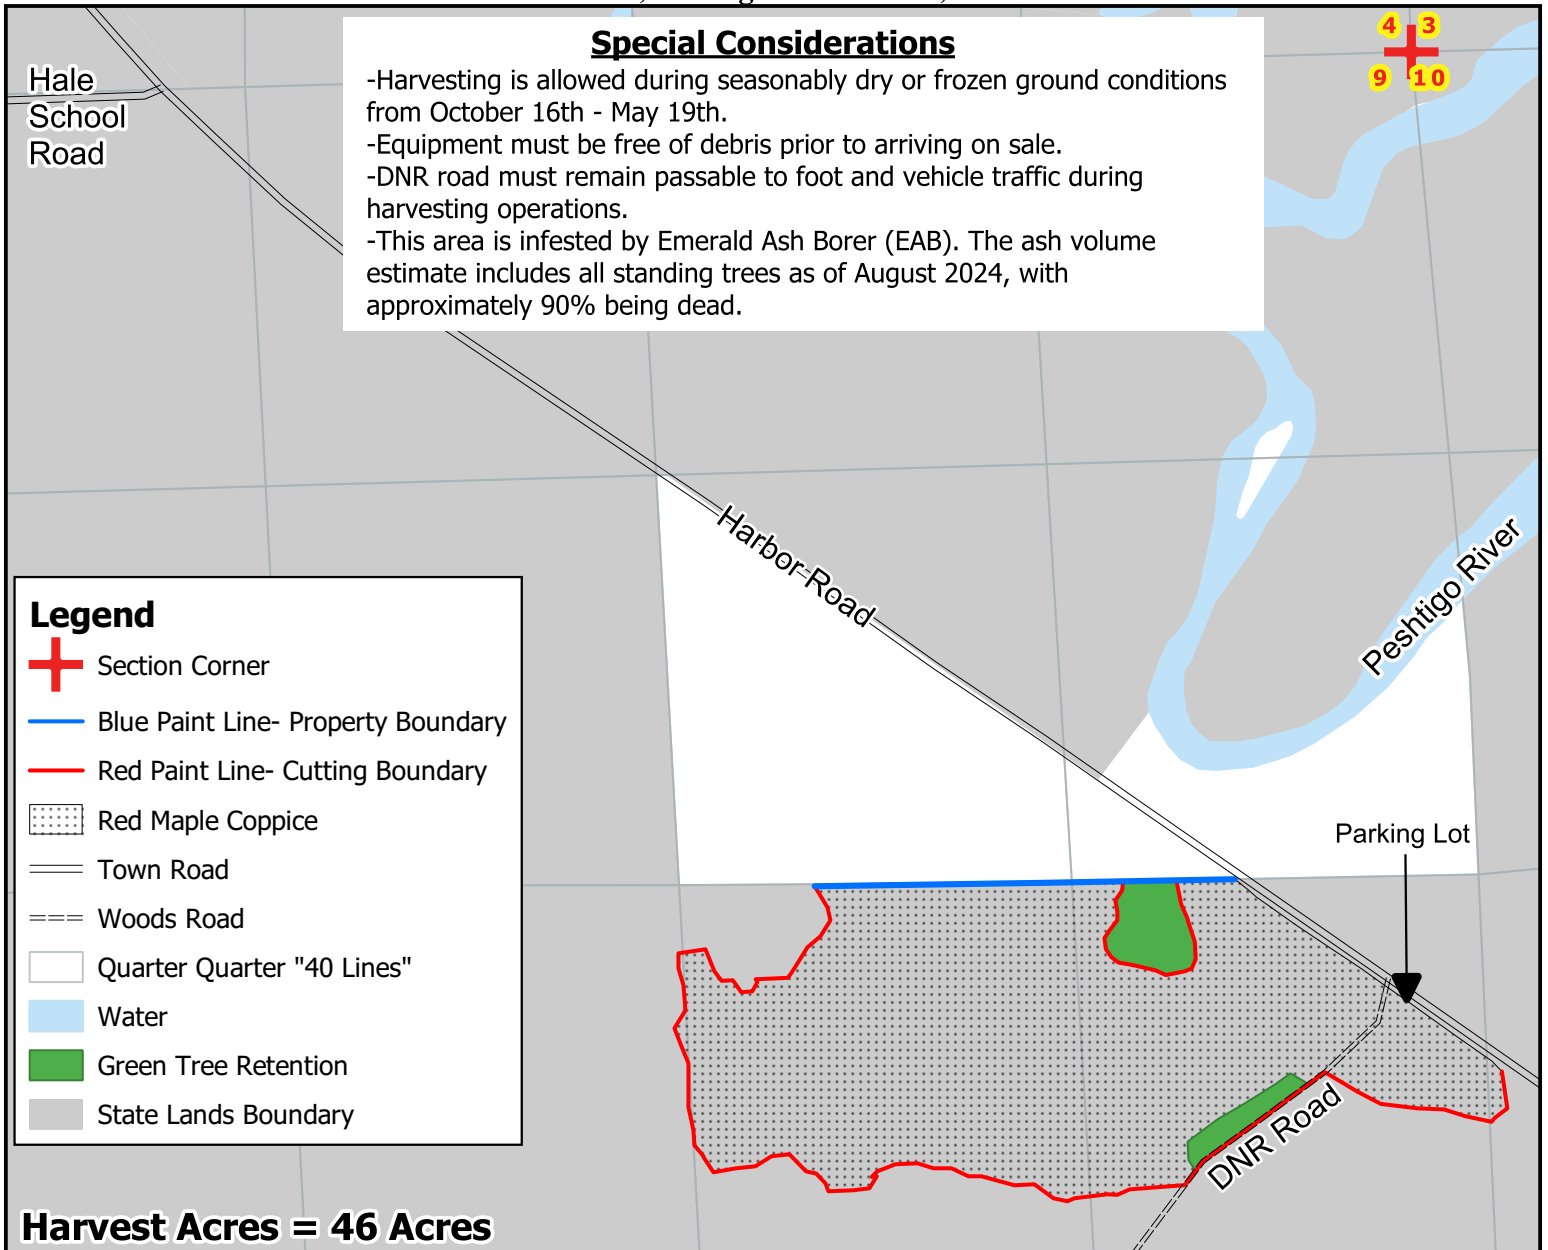 Special Considerations
-Harvesting is allowed during seasonably dry or frozen ground conditions
from October 16th - May 19th.
-Equipment must be free of debris prior to arriving on sale.
-DNR road must remain passable to foot and vehicle traffic during
harvesting operations.
-This area is infested by Emerald Ash Borer (EAB). The ash volume
estimate includes all standing trees as of August 2024, with
approximately 90% being dead.
4 3
9 10
Hale
School
Road
Harbor Road
Peshtigo River
Parking Lot
DNR Road
Legend
Section Corner
Blue Paint Line- Property Boundary
Red Paint Line- Cutting Boundary
Red Maple Coppice
Town Road
Woods Road
Quarter Quarter "40 Lines"
Water
Green Tree Retention
State Lands Boundary
Harvest Acres = 46 Acres